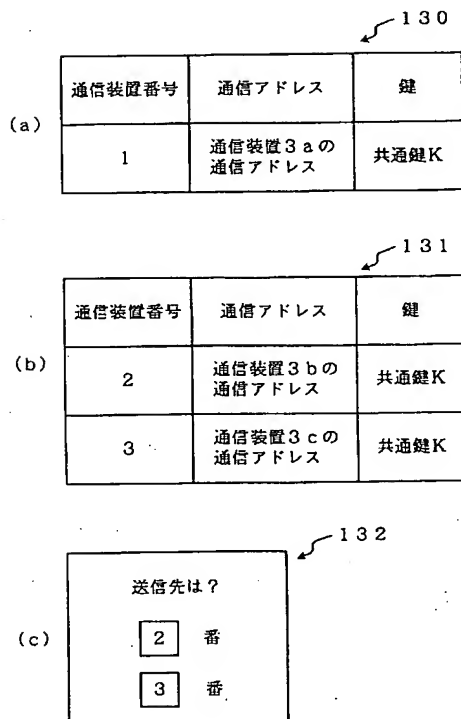 130
(a)
通信装置番号 通信アドレス 鍵
1 通信装置3aの 共通鍵K
通信アドレス
131
(b)
通信装置番号 通信アドレス 鍵
2 通信装置3bの 共通鍵K
通信アドレス
3 通信装置3cの 共通鍵K
通信アドレス
132
(c)
送信先は?
2 番
3 番